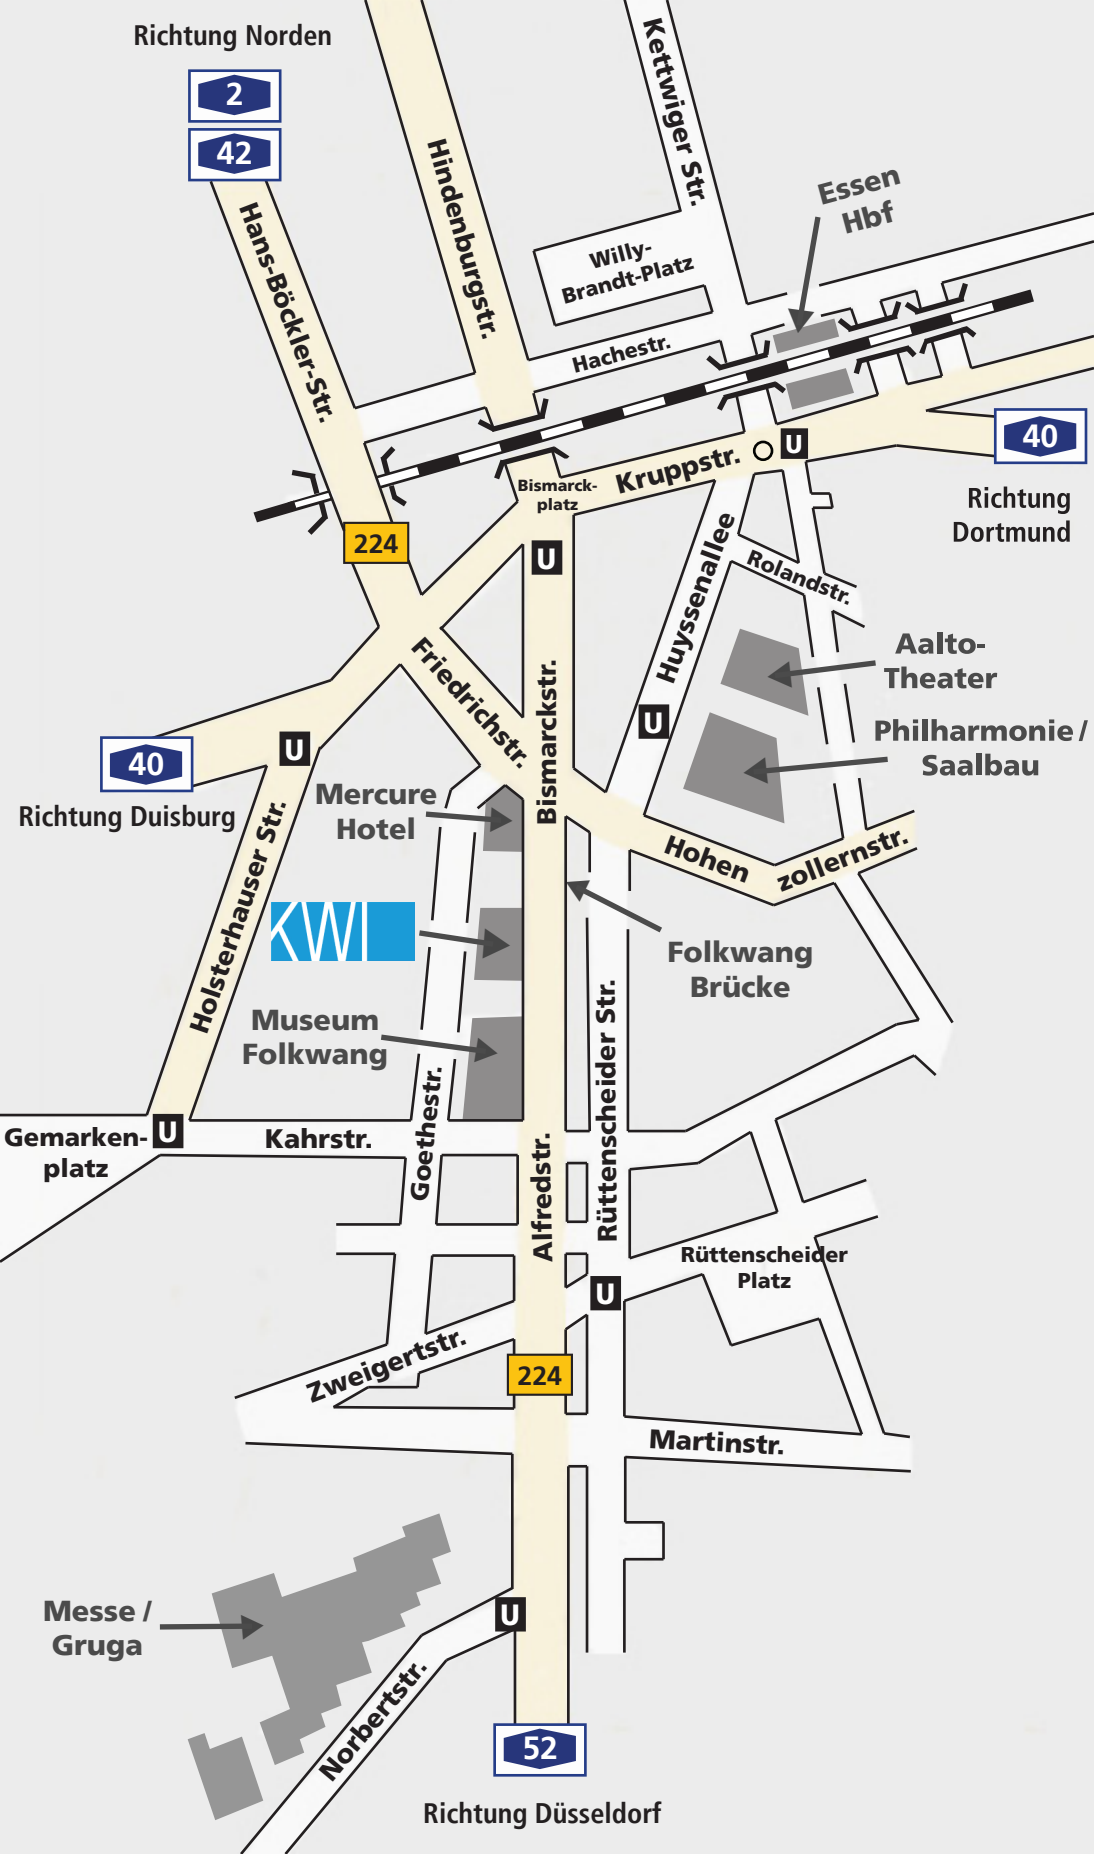 Richtung Norden
2
42
Hans-Böckler-Str.
Hindenburgstr.
Kettwiger Str.
Essen
Hbf
Willy-
Brandt-Platz
Hachestr.
40
Richtung
Dortmund
U
Kruppstr.
Bismarck-
platz
224
U
Huyssenallee
Rolandstr.
Aalto-
Theater
Philharmonie /
Saalbau
U
Friedrichstr.
Bismarckstr.
U
40
Richtung Duisburg
Mercure
Hotel
Hohen
zollernstr.
Holsterhauser Str.
KWI
Folkwang
Brücke
Museum
Folkwang
Rüttenscheider Str.
Goethestr.
Gemarken-
platz
U
Kahrstr.
Alfredstr.
Rüttenscheider
Platz
U
Zweigertstr.
224
Martinstr.
Messe /
Gruga
U
Norbertstr.
52
Richtung Düsseldorf